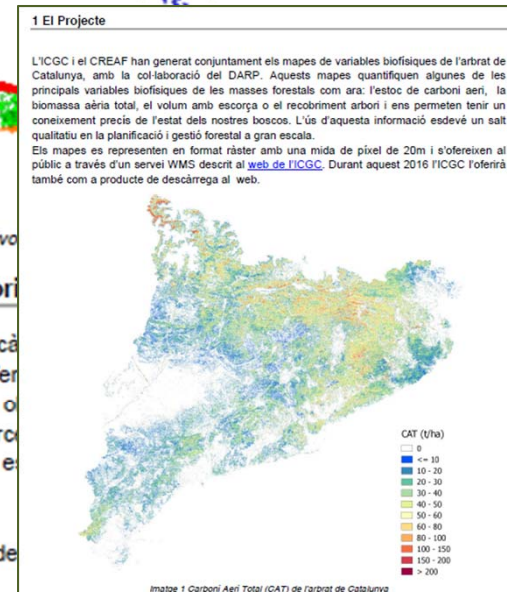 1 El Projecte
L'ICGC i el CREAF han generat conjuntament els mapes de variables biofísiques de l'arbrat de
Catalunya, amb la col·laboració del DARP. Aquests mapes quantifiquen algunes de les
principals variables biofísiques de les masses forestals com ara: l'estoc de carboni aeri, la
biomassa aèria total, el volum amb escorça o el recobriment arbori i ens permeten tenir un
coneixement precís de l'estat dels nostres boscos. L'ús d'aquesta informació esdevé un salt
qualitatiu en la planificació i gestió forestal a gran escala.
Els mapes es representen en format ràster amb una mida de píxel de 20m i s'ofereixen al
públic a través d'un servei WMS descrit al web de l'ICGC. Durant aquest 2016 l'ICGC l'oferirà
també com a producte de descàrrega al web.
CAT (t/ha)
0
<= 10
10 - 20
20 - 30
30 - 40
40 - 50
50 - 60
60 - 80
80 - 100
100 - 150
150 - 200
> 200
Imatge 1 Carboni Aeri Total (CAT) de l'arbrat de Catalunya